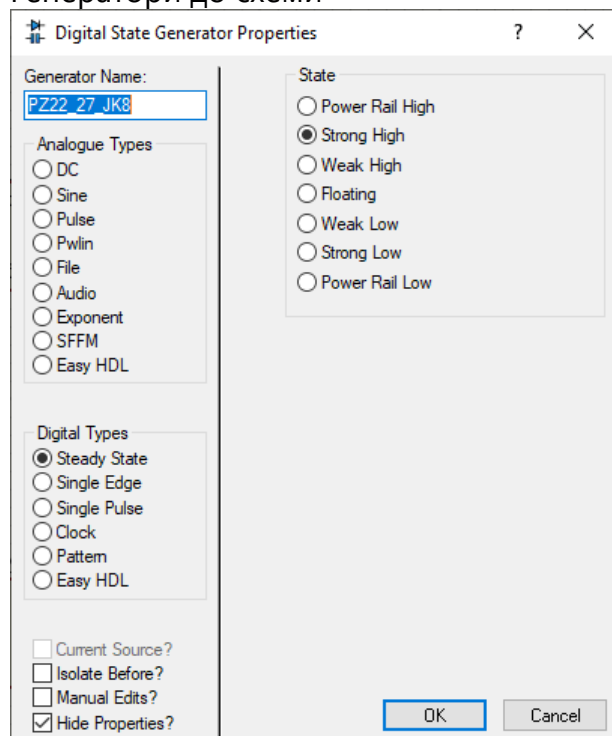 Генератори до схеми
Digital State Generator Properties ? ×
Generator Name:
PZ22_27_JK8
Analogue Types
DC
Sine
Pulse
Pwlin
File
Audio
Exponent
SFFM
Easy HDL
Digital Types
Steady State
Single Edge
Single Pulse
Clock
Pattern
Easy HDL
Current Source?
Isolate Before?
Manual Edits?
Hide Properties?
State
Power Rail High
Strong High
Weak High
Floating
Weak Low
Strong Low
Power Rail Low
OK
Cancel